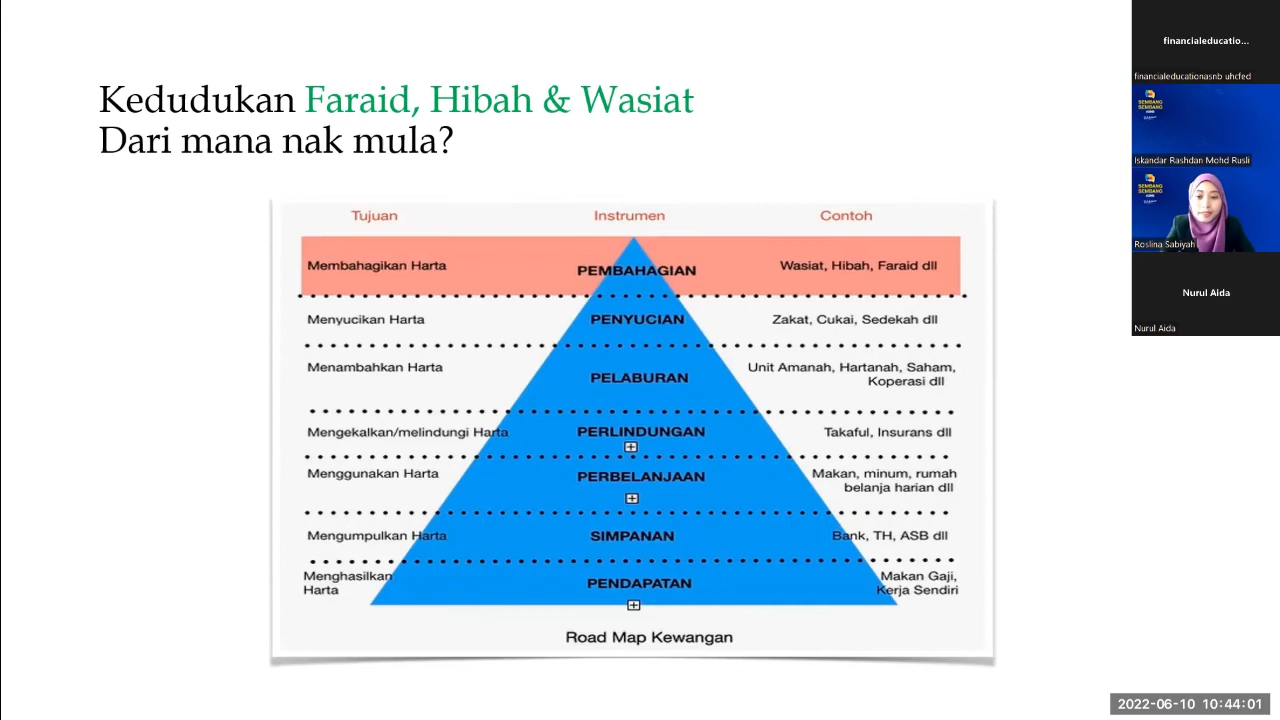 Kedudukan Faraid, Hibah & Wasiat
Dari mana nak mula?
Tujuan Instrumen Contoh
Membahagikan Harta PEMBAHAGIAN Wasiat, Hibah, Faraid dll
Menyucikan Harta PENYUCIAN Zakat, Cukai, Sedekah dll
Menambahkan Harta PELABURAN Unit Amanah, Hartanah, Saham,
Koperasi dll
Mengekalkan/melindungi Harta PERLINDUNGAN Takaful, Insurans dll
Menggunakan Harta PERBELANJAAN Makan, minum, rumah
belanja harian dll
Mengumpulkan Harta SIMPANAN Bank, TH, ASB dll
Menghasilkan
Harta PENDAPATAN Makan Gaji,
Kerja Sendiri
Road Map Kewangan
financialeducatio...
financialeducationasnb uhcfed
SEMBANG
SEMBANG
Iskandar Rashdan Mohd Rusli
SEMBANG
SEMBANG
Roslina Sabiyah
Nurul Aida
Nurul Aida
2022-06-10 10:44:01